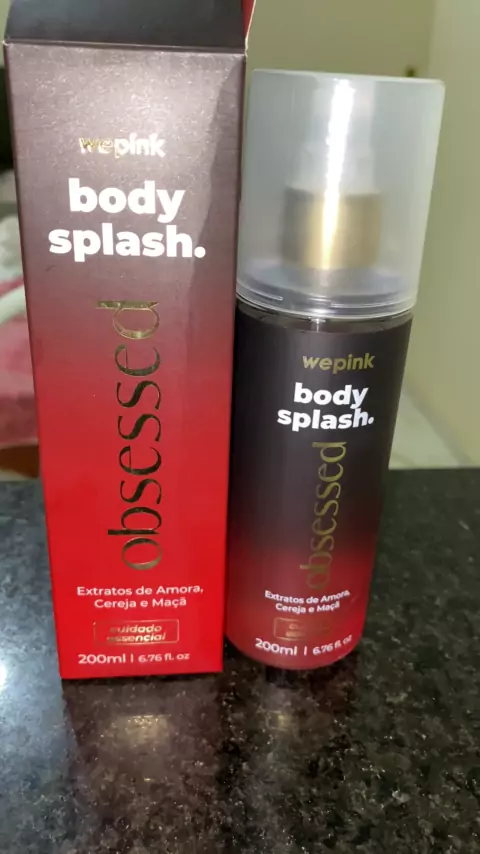 wepink
body
splash.
obsessed
Extratos de Amora,
Cereja e Maçã
cuidado
essencial
200ml | 6.76 fl. oz
wepink
body
splash.
obsessed
Extratos de Amora,
Cereja e Maçã
200ml | 6.76 fl. oz